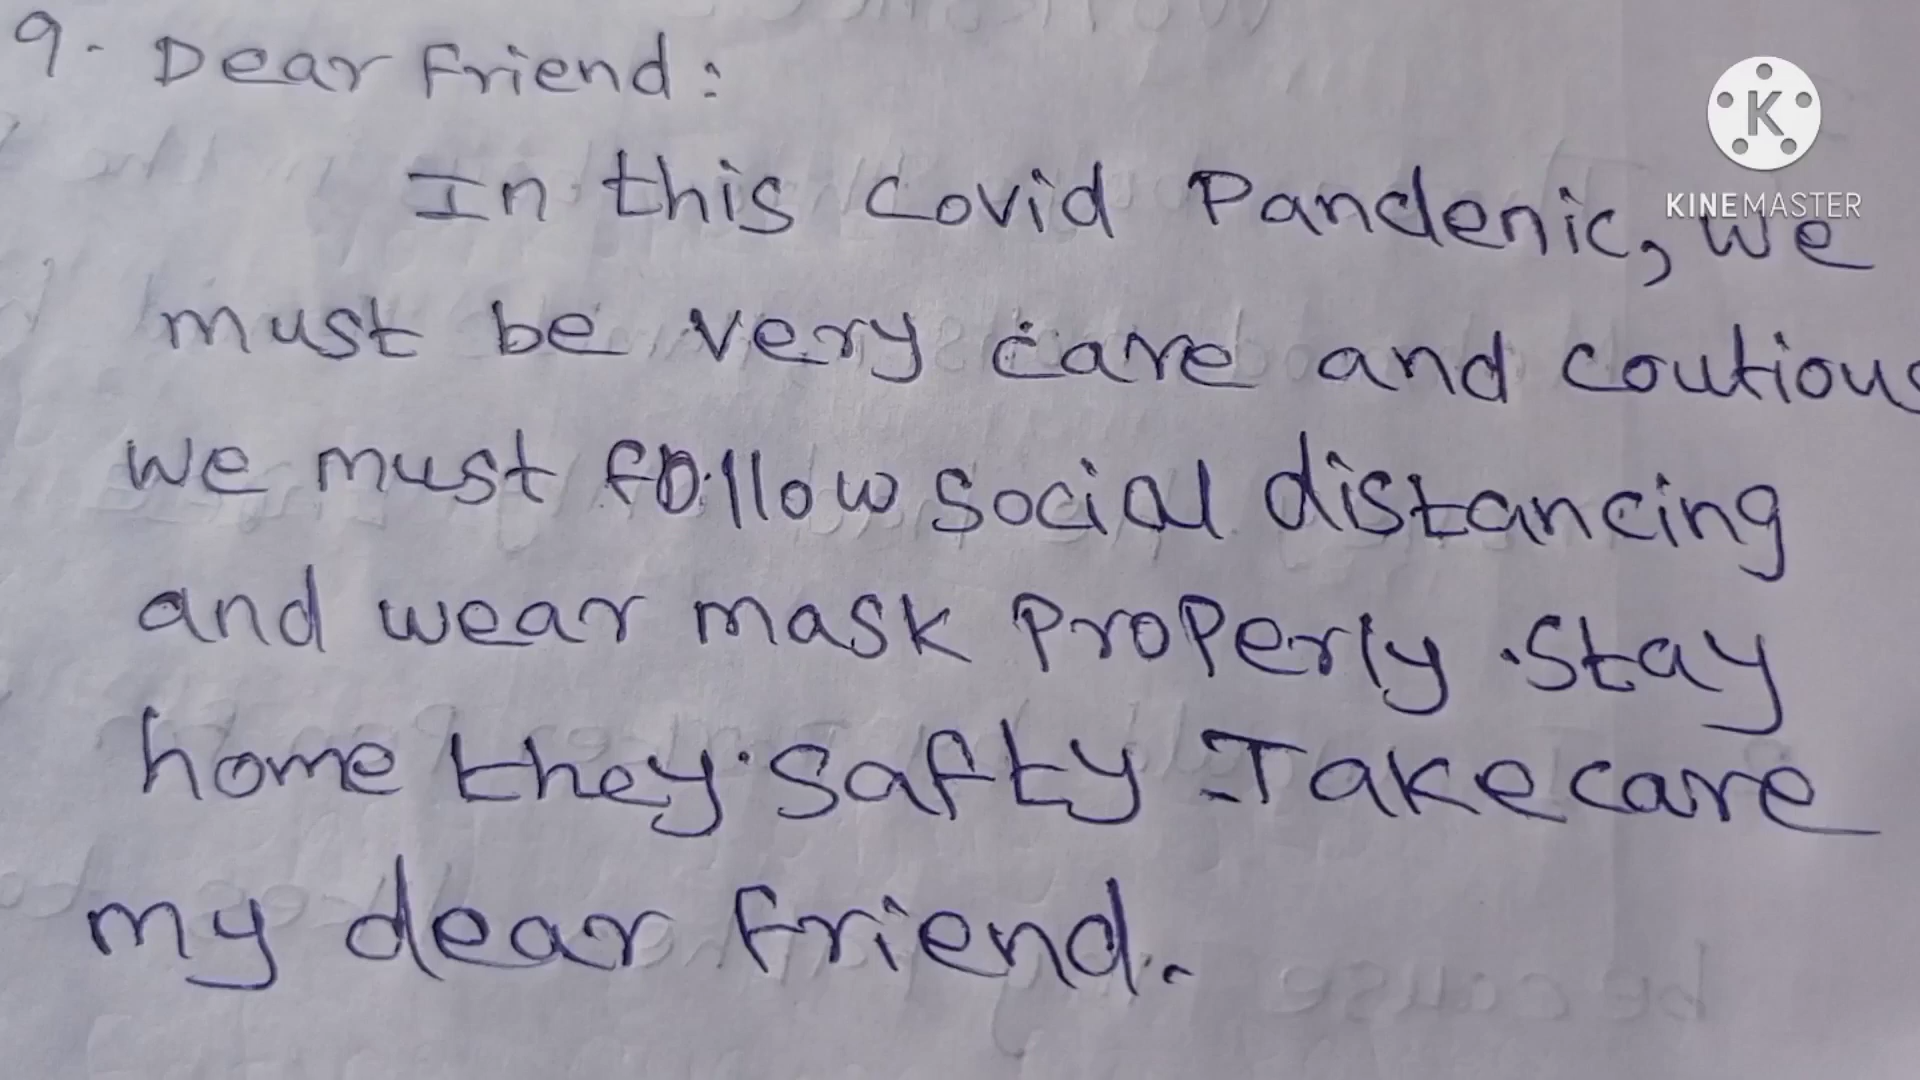 9. Dear Friend:
In this Covid Pandenic, we
must be very care and coutious
we must follow social distancing
and wear mask properly. Stay
home they. Safty Take care
my dear friend.
K
KINEMASTER